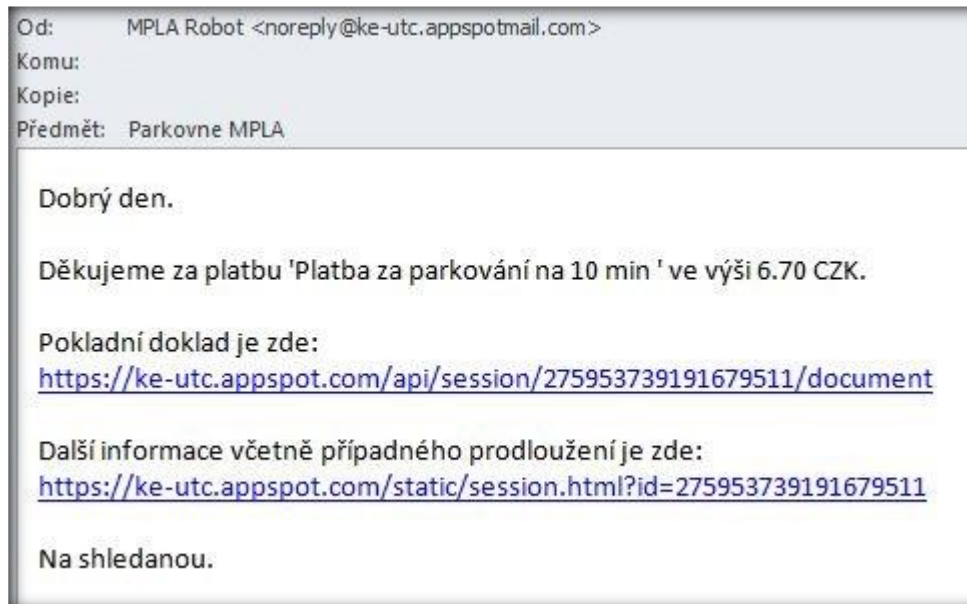 Od: MPLA Robot <noreply@ke-utc.appspotmail.com>
Komu:
Kopie:
Předmět: Parkovne MPLA
Dobrý den.
Děkujeme za platbu 'Platba za parkování na 10 min ' ve výši 6.70 CZK.
Pokladní doklad je zde:
https://ke-utc.appspot.com/api/session/275953739191679511/document
Další informace včetně případného prodloužení je zde:
https://ke-utc.appspot.com/static/session.html?id=275953739191679511
Na shledanou.